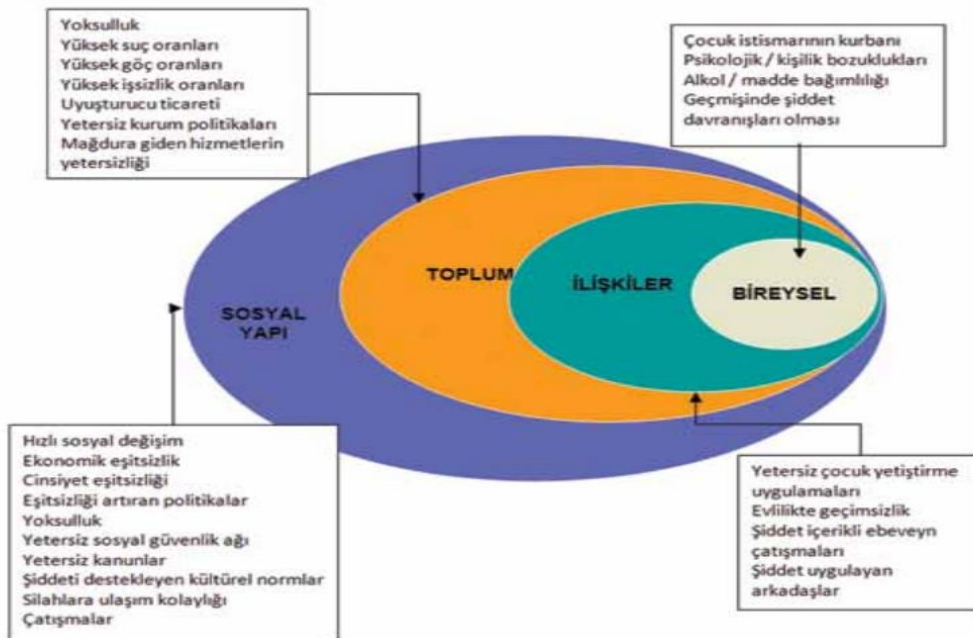 Yoksulluk
Yüksek suç oranları
Yüksek göç oranları
Yüksek işsizlik oranları
Uyuşturucu ticareti
Yetersiz kurum politikaları
Mağdura giden hizmetlerin
yetersizliği
Çocuk istismarının kurbanı
Psikolojik / kişilik bozuklukları
Alkol / madde bağımlılığı
Geçmişinde şiddet
davranışları olması
SOSYAL
YAPI
TOPLUM
İLİŞKİLER
BİREYSEL
Hızlı sosyal değişim
Ekonomik eşitsizlik
Cinsiyet eşitsizliği
Eşitsizliği artıran politikalar
Yoksulluk
Yetersiz sosyal güvenlik ağı
Yetersiz kanunlar
Şiddeti destekleyen kültürel normlar
Silahlara ulaşım kolaylığı
Çatışmalar
Yetersiz çocuk yetiştirme
uygulamaları
Evlilikte geçimsizlik
Şiddet içerikli ebeveyn
çatışmaları
Şiddet uygulayan
arkadaşlar